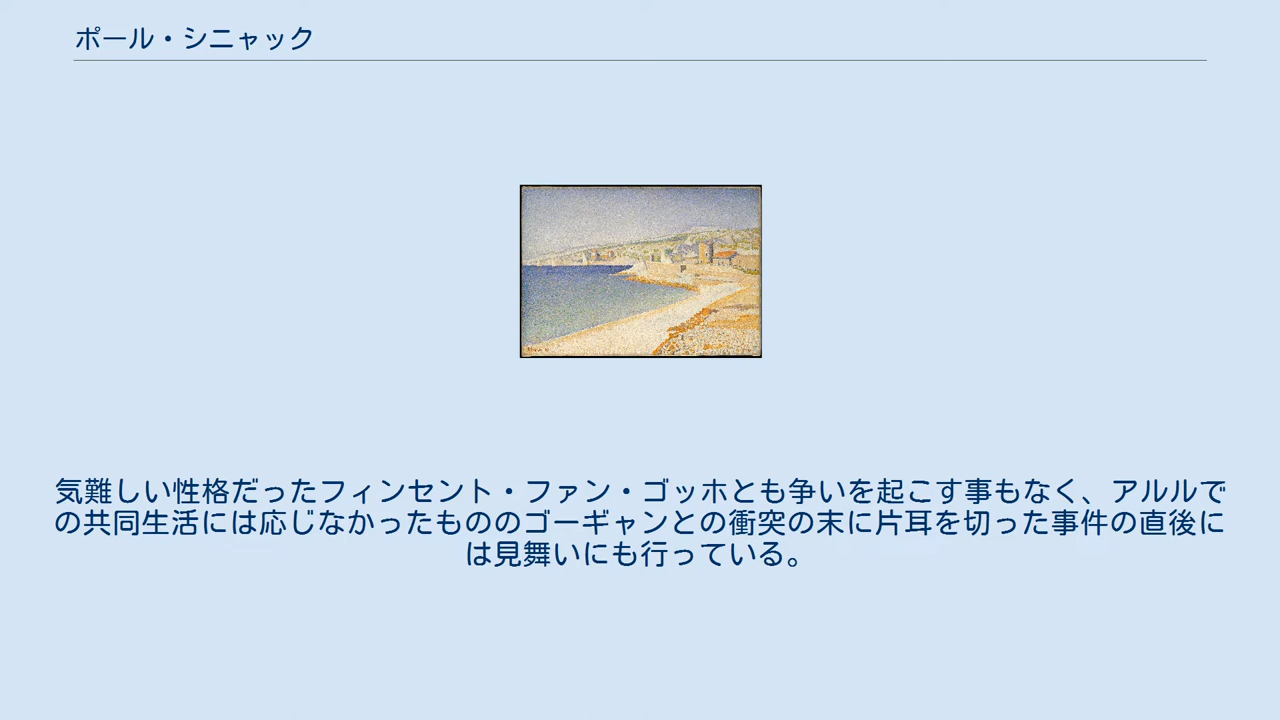 ポール・シニャック
気難しい性格だったフィンセント・ファン・ゴッホとも争いを起こす事もなく、アルルで
の共同生活には応じなかったもののゴーギャンとの衝突の末に片耳を切った事件の直後に
は見舞いにも行っている。